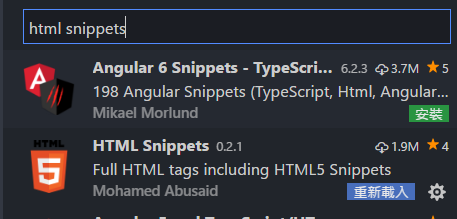 html snippets
Angular 6 Snippets - TypeScri... 6.2.3 3.7M 5
198 Angular Snippets (TypeScript, Html, Angular...
Mikael Morlund 安裝
HTML
HTML Snippets 0.2.1 1.9M 4
Full HTML tags including HTML5 Snippets
Mohamed Abusaid 重新載入